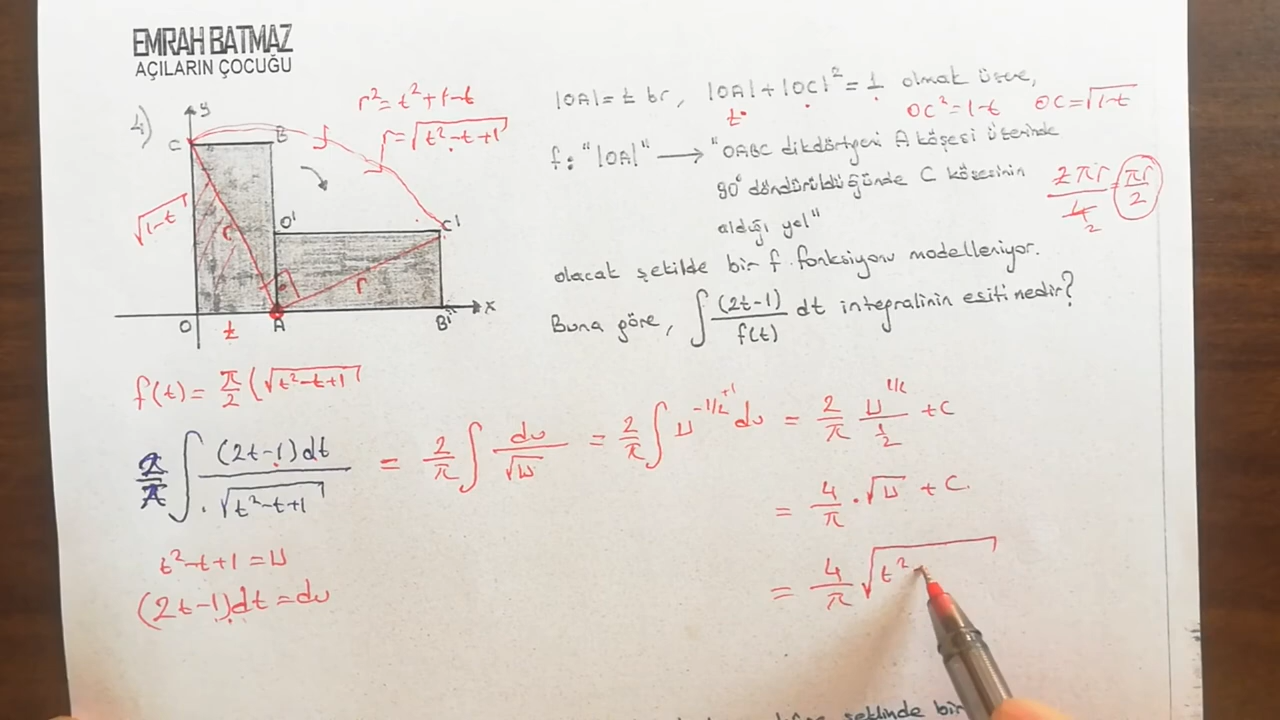 EMRAH BATMAZ
AÇILARIN ÇOCUĞU
4)
y
C
B
O'
C'
O
A
B'
x
t
r
r
√1-t
r² = t² + 1 - t
r = √t² - t + 1
|OA| = t br, |OA| + |OC|² = 1 olmak üzere,
t
OC² = 1 - t OC = √1-t
f: "|OA|" → "OABC dikdörtgeni A köşesi üzerinde
90° döndürüldüğünde C köşesinin
aldığı yol"
2πr/4 = πr/2
2
olacak şekilde bir f fonksiyonu modelleniyor.
Buna göre, ∫ (2t-1)/f(t) dt integralinin eşiti nedir?
f(t) = π/2 (√t² - t + 1
2/π ∫ (2t-1)dt / √t² - t + 1 = 2/π ∫ du/√u = 2/π ∫ u^-1/2 +1 du = 2/π u^1/2 / 1/2 + c
= 4/π . √u + c
= 4/π √t² -
t² - t + 1 = u
(2t-1)dt = du
şeklinde bir